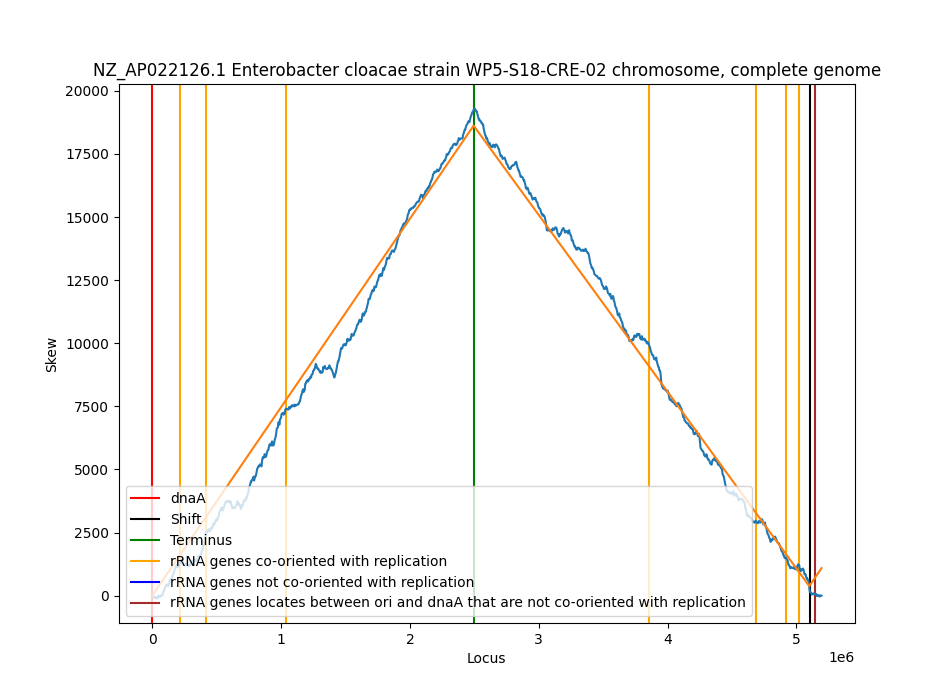 NZ_AP022126.1 Enterobacter cloacae strain WP5-S18-CRE-02 chromosome, complete genome
20000
17500
15000
12500
10000
7500
5000
2500
0
Skew
dnaA
Shift
Terminus
rRNA genes co-oriented with replication
rRNA genes not co-oriented with replication
rRNA genes locates between ori and dnaA that are not co-oriented with replication
0 1 2 3 4 5
1e6
Locus